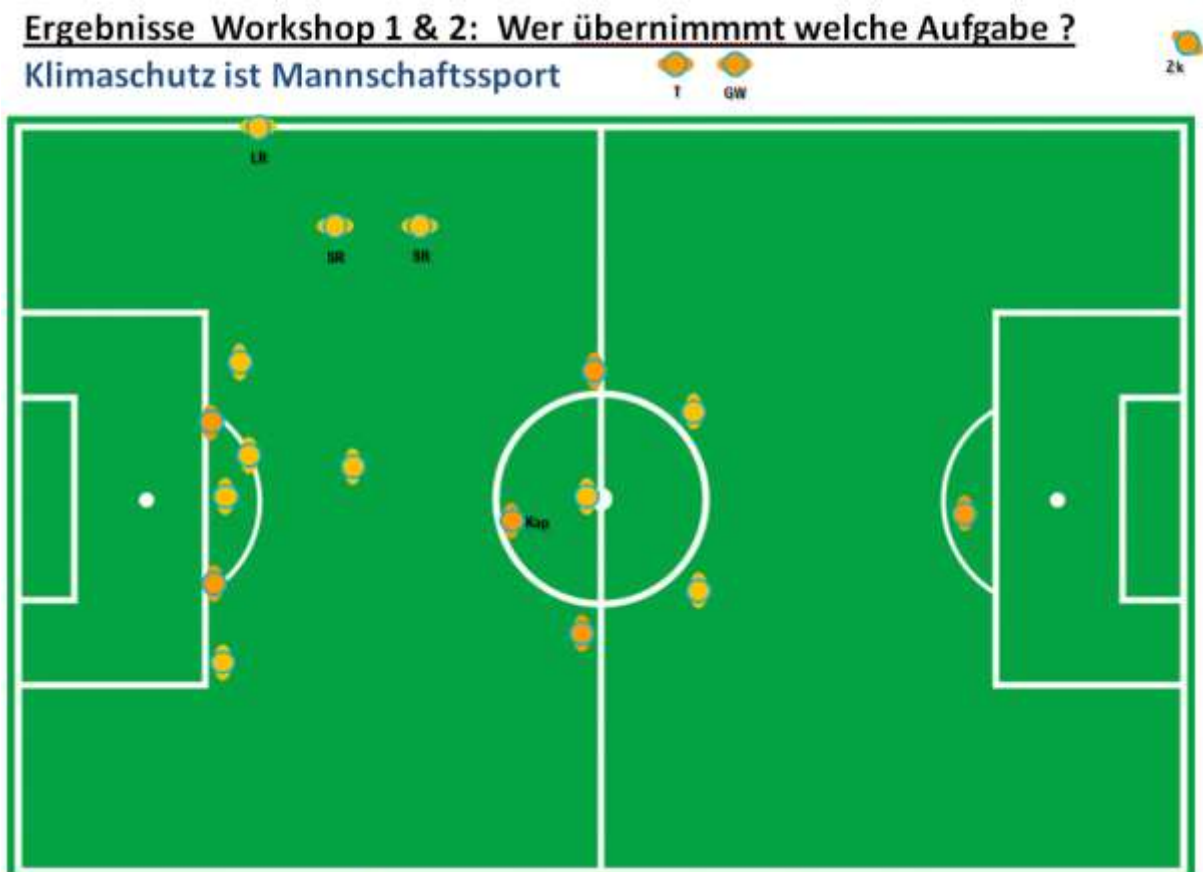 Ergebnisse Workshop 1 & 2: Wer übernimmmt welche Aufgabe ?
Klimaschutz ist Mannschaftssport
T GW
2k
LR
SR SR
Kap